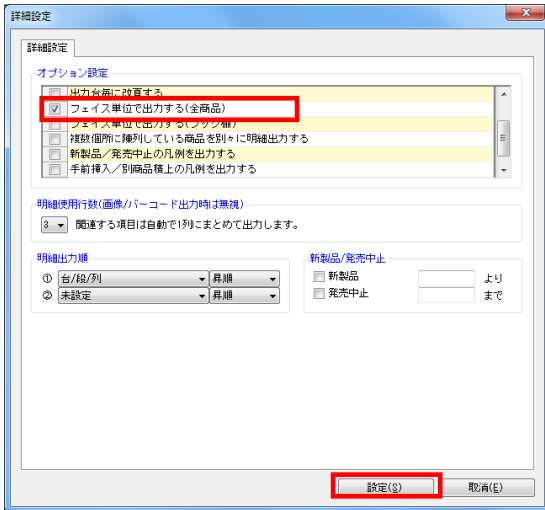 詳細設定
詳細設定
オプション設定
出力台毎に改頁する
フェイス単位で出力する(全商品)
フェイス単位で出力する(フック棚)
複数個所に陳列している商品を別々に明細出力する
新製品/発売中止の凡例を出力する
手前挿入/別商品積上の凡例を出力する
明細使用行数(画像/バーコード出力時は無視)
3 関連する項目は自動で1列にまとめて出力します。
明細出力順
① 台/段/列 昇順
② 未設定 昇順
新製品/発売中止
新製品 より
発売中止 まで
設定(S) 取消(E)